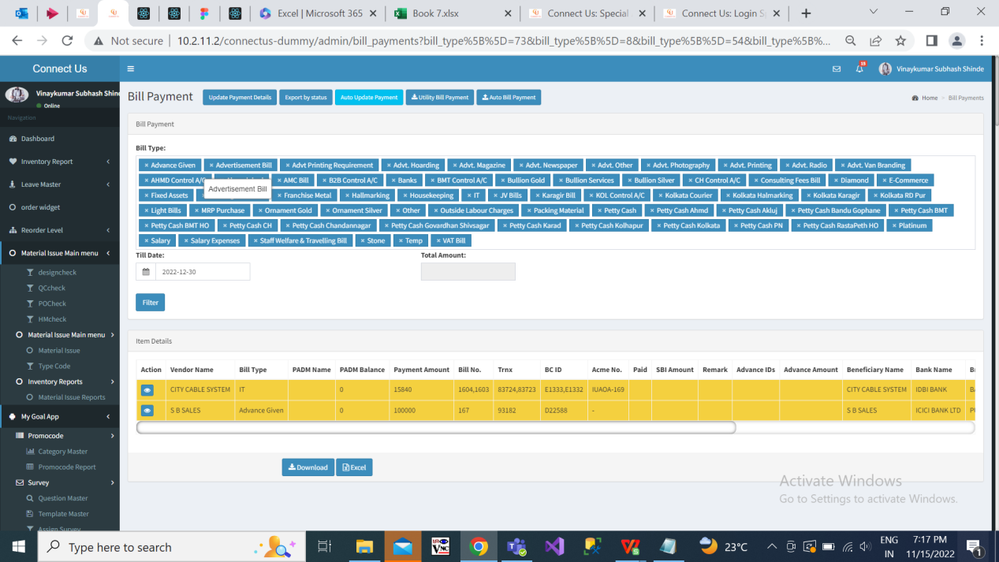 Excel | Microsoft 365
Book 7.xlsx
Connect Us: Special
Connect Us: Login S
Not secure
10.2.11.2/connectus-dummy/admin/bill_payments?bill_type%5B%5D=73&bill_type%5B%5D=8&bill_type%5B%5D=54&bill_type%5B%...
Connect Us
15
Vinaykumar Subhash Shinde
Vinaykumar Subhash Shin
Online
Navigation
Dashboard
Inventory Report
Leave Master
order widget
Reorder Level
Material Issue Main menu
designcheck
QCcheck
POCheck
HMcheck
Material Issue Main menu
Material Issue
Type Code
Inventory Reports
Material Issue Reports
My Goal App
Promocode
Category Master
Promocode Report
Survey
Question Master
Template Master
Assign Survey
Bill Payment
Update Payment Details
Export by status
Auto Update Payment
Utility Bill Payment
Auto Bill Payment
Home > Bill Payments
Bill Payment
Bill Type:
× Advance Given × Advertisement Bill × Advt Printing Requirement × Advt. Hoarding × Advt. Magazine × Advt. Newspaper × Advt. Other × Advt. Photography × Advt. Printing × Advt. Radio × Advt. Van Branding
× AHMD Control A/C × AMC Bill × B2B Control A/C × Banks × BMT Control A/C × Bullion Gold × Bullion Services × Bullion Silver × CH Control A/C × Consulting Fees Bill × Diamond × E-Commerce
Advertisement Bill
× Fixed Assets × Franchise Metal × Hallmarking × Housekeeping × IT × JV Bills × Karagir Bill × KOL Control A/C × Kolkata Courier × Kolkata Halmarking × Kolkata Karagir × Kolkata RD Pur
× Light Bills × MRP Purchase × Ornament Gold × Ornament Silver × Other × Outside Labour Charges × Packing Material × Petty Cash × Petty Cash Ahmd × Petty Cash Akluj × Petty Cash Bandu Gophane × Petty Cash BMT
× Petty Cash BMT HO × Petty Cash CH × Petty Cash Chandannagar × Petty Cash Govardhan Shivsagar × Petty Cash Karad × Petty Cash Kolhapur × Petty Cash Kolkata × Petty Cash PN × Petty Cash RastaPeth HO × Platinum
× Salary × Salary Expenses × Staff Welfare & Travelling Bill × Stone × Temp × VAT Bill
Till Date:
Total Amount:
2022-12-30
Filter
Item Details
Action Vendor Name Bill Type PADM Name PADM Balance Payment Amount Bill No. Trnx BC ID Acme No. Paid SBI Amount Remark Advance IDs Advance Amount Beneficiary Name Bank Name
CITY CABLE SYSTEM IT 0 15840 1604,1603 83724,83723 E1333,E1332 IUAOA-169 CITY CABLE SYSTEM IDBI BANK
S B SALES Advance Given 0 100000 167 93182 D22588 - S B SALES ICICI BANK LTD
Download
Excel
Activate Windows
Go to Settings to activate Windows.
Type here to search
23°C
ENG
IN
7:17 PM
11/15/2022
1